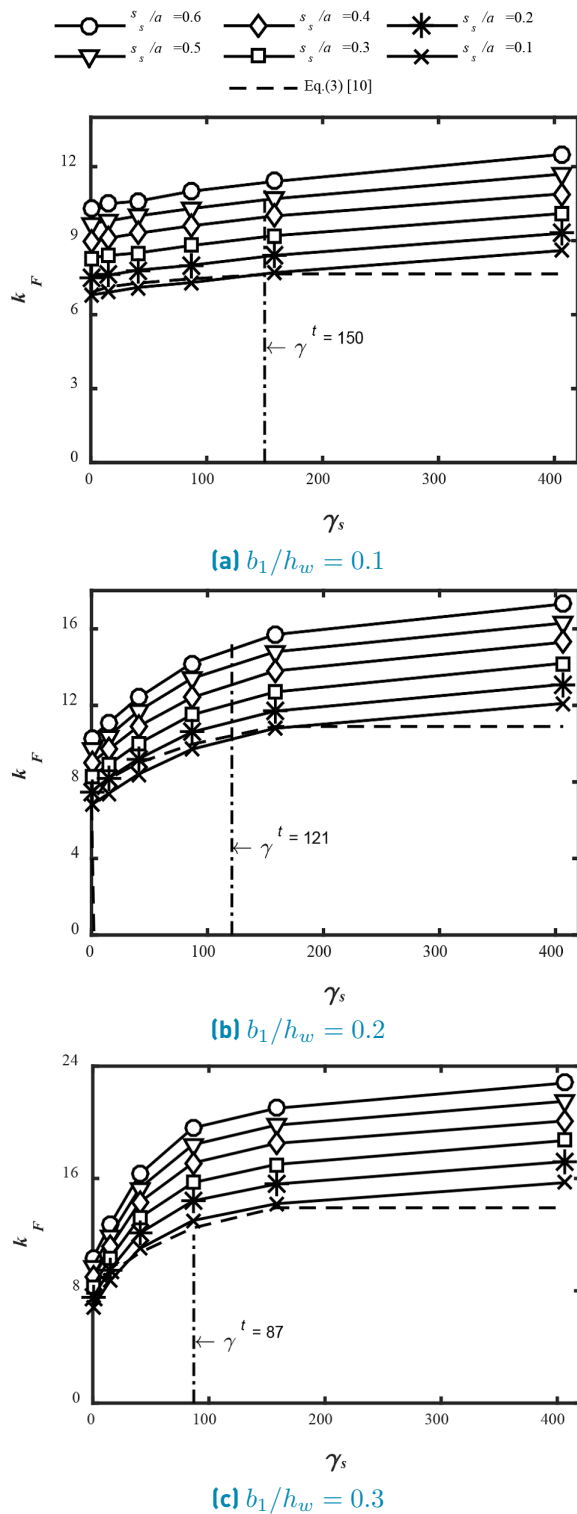 s_s/a =0.6 s_s/a =0.4 s_s/a =0.2
s_s/a =0.5 s_s/a =0.3 s_s/a =0.1
Eq.(3) [10]
12
9
6
3
0
k_F
← γ^t = 150
0 100 200 300 400
γ_s
(a) b_1/h_w = 0.1
16
12
8
4
0
k_F
← γ^t = 121
0 100 200 300 400
γ_s
(b) b_1/h_w = 0.2
24
16
8
0
k_F
← γ^t = 87
0 100 200 300 400
γ_s
(c) b_1/h_w = 0.3